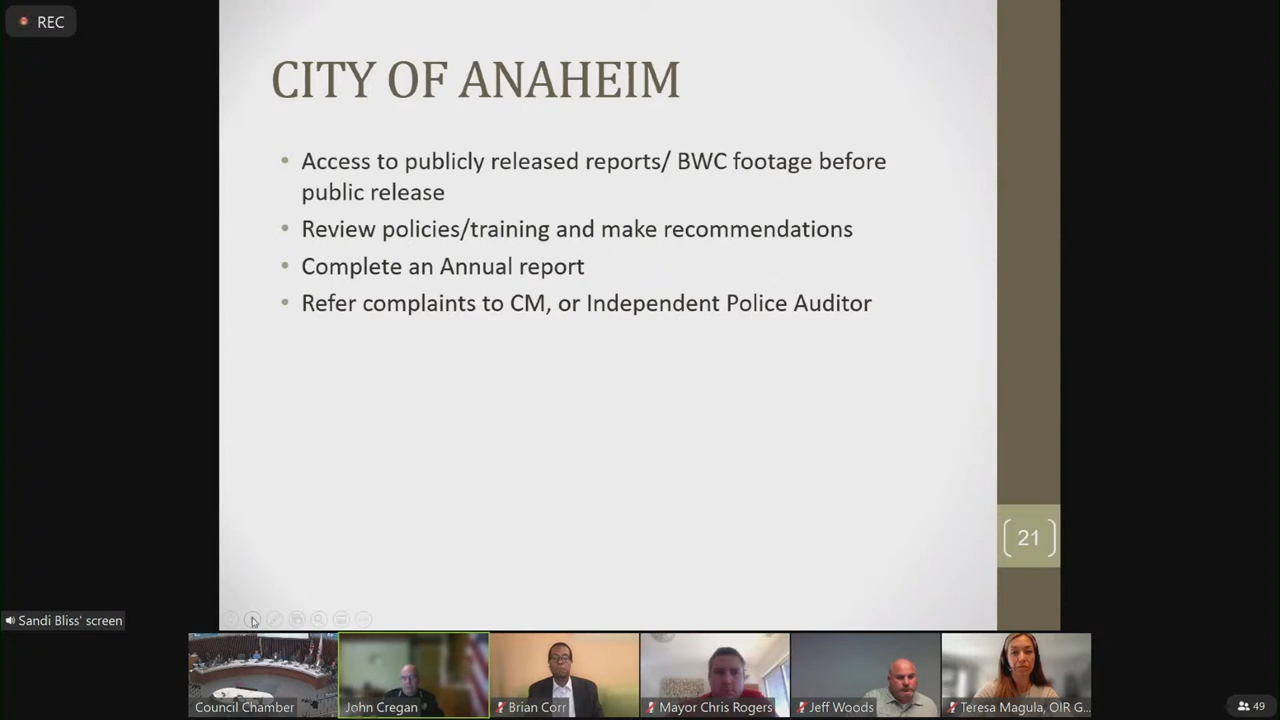 REC
CITY OF ANAHEIM
• Access to publicly released reports/ BWC footage before
public release
• Review policies/training and make recommendations
• Complete an Annual report
• Refer complaints to CM, or Independent Police Auditor
21
Sandi Bliss' screen
Council Chamber
John Cregan
Brian Corr
Mayor Chris Rogers
Jeff Woods
Teresa Magula, OIR G...
49